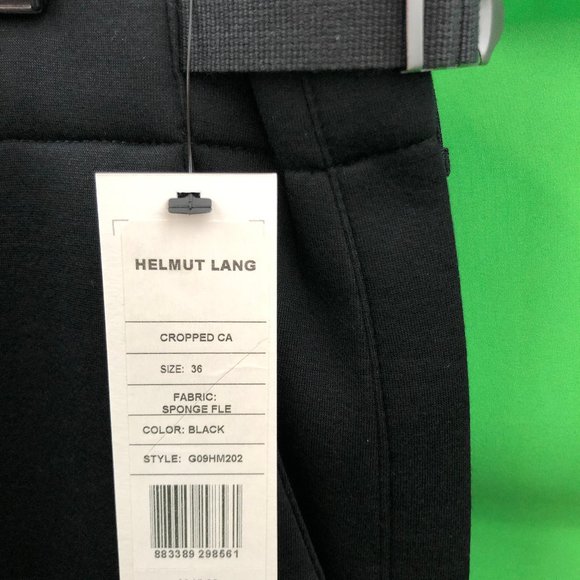 HELMUT LANG
CROPPED CA
SIZE: 36
FABRIC:
SPONGE FLE
COLOR: BLACK
STYLE: G09HM202
883389 298561